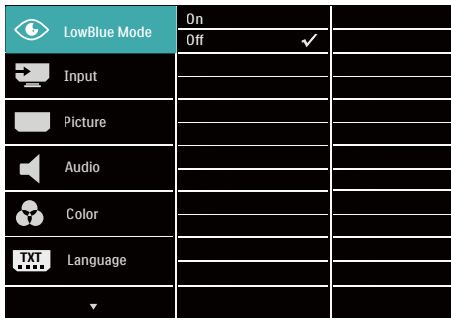 LowBlue Mode
On
Off
Input
Picture
Audio
Color
TXT
Language